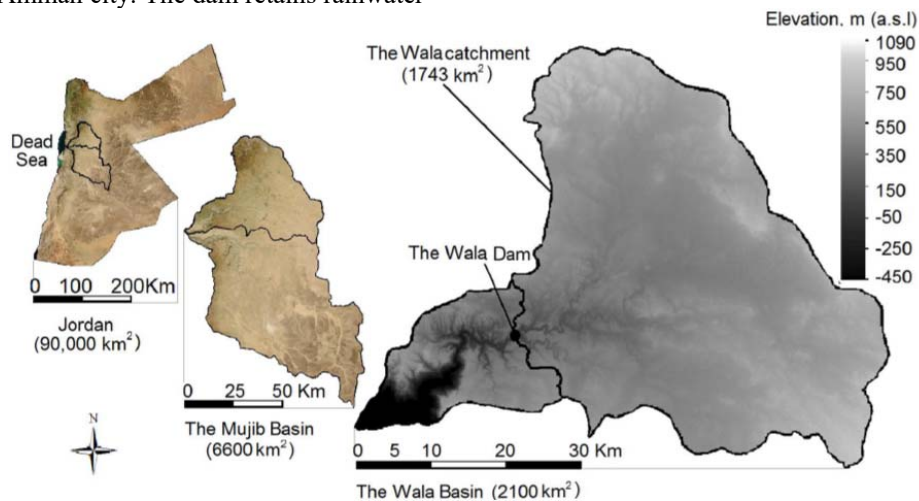 Amman city. The dam retains rainwater
Elevation, m (a.s.l)
The Wala catchment
(1743 km²)
1090
950
750
550
350
150
-50
-250
-450
Dead
Sea
The Wala Dam
0 100 200Km
Jordan
(90,000 km²)
0 25 50 Km
The Mujib Basin
(6600 km²)
N
0 5 10 20 30 Km
The Wala Basin (2100 km²)